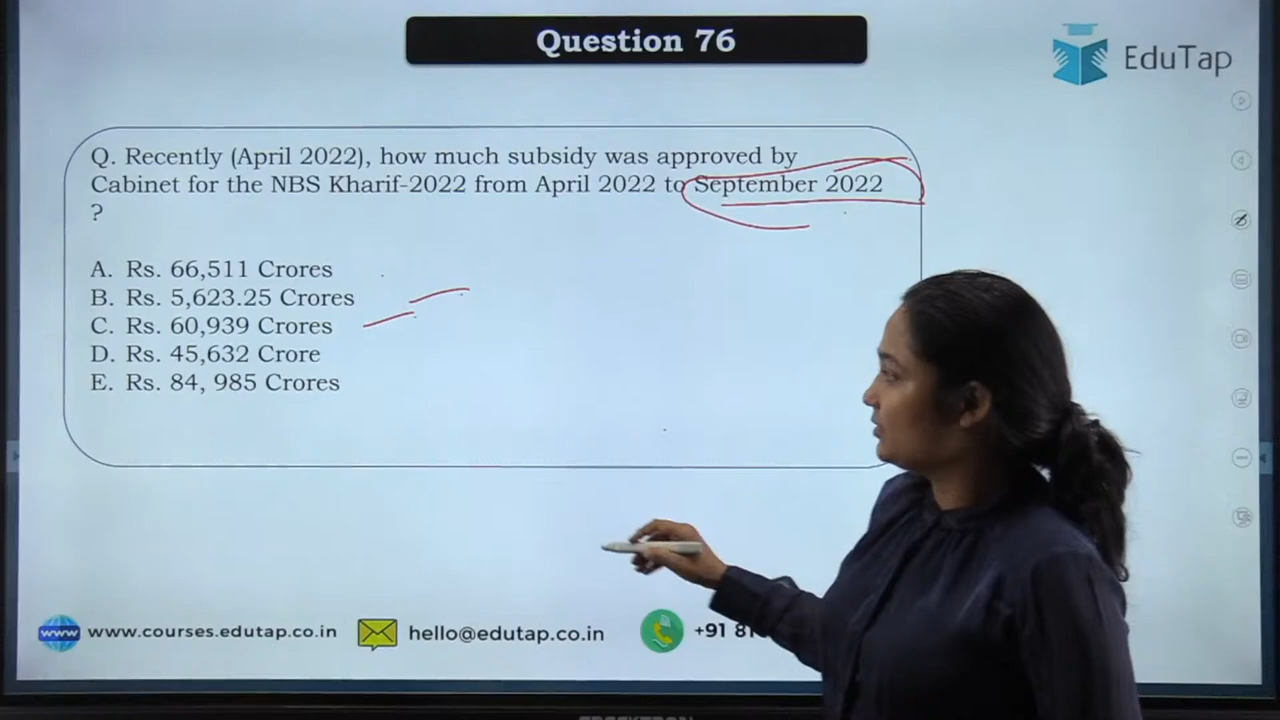 Question 76
EduTap
Q. Recently (April 2022), how much subsidy was approved by
Cabinet for the NBS Kharif-2022 from April 2022 to September 2022
?
A. Rs. 66,511 Crores
B. Rs. 5,623.25 Crores
C. Rs. 60,939 Crores
D. Rs. 45,632 Crore
E. Rs. 84, 985 Crores
www www.courses.edutap.co.in hello@edutap.co.in +91